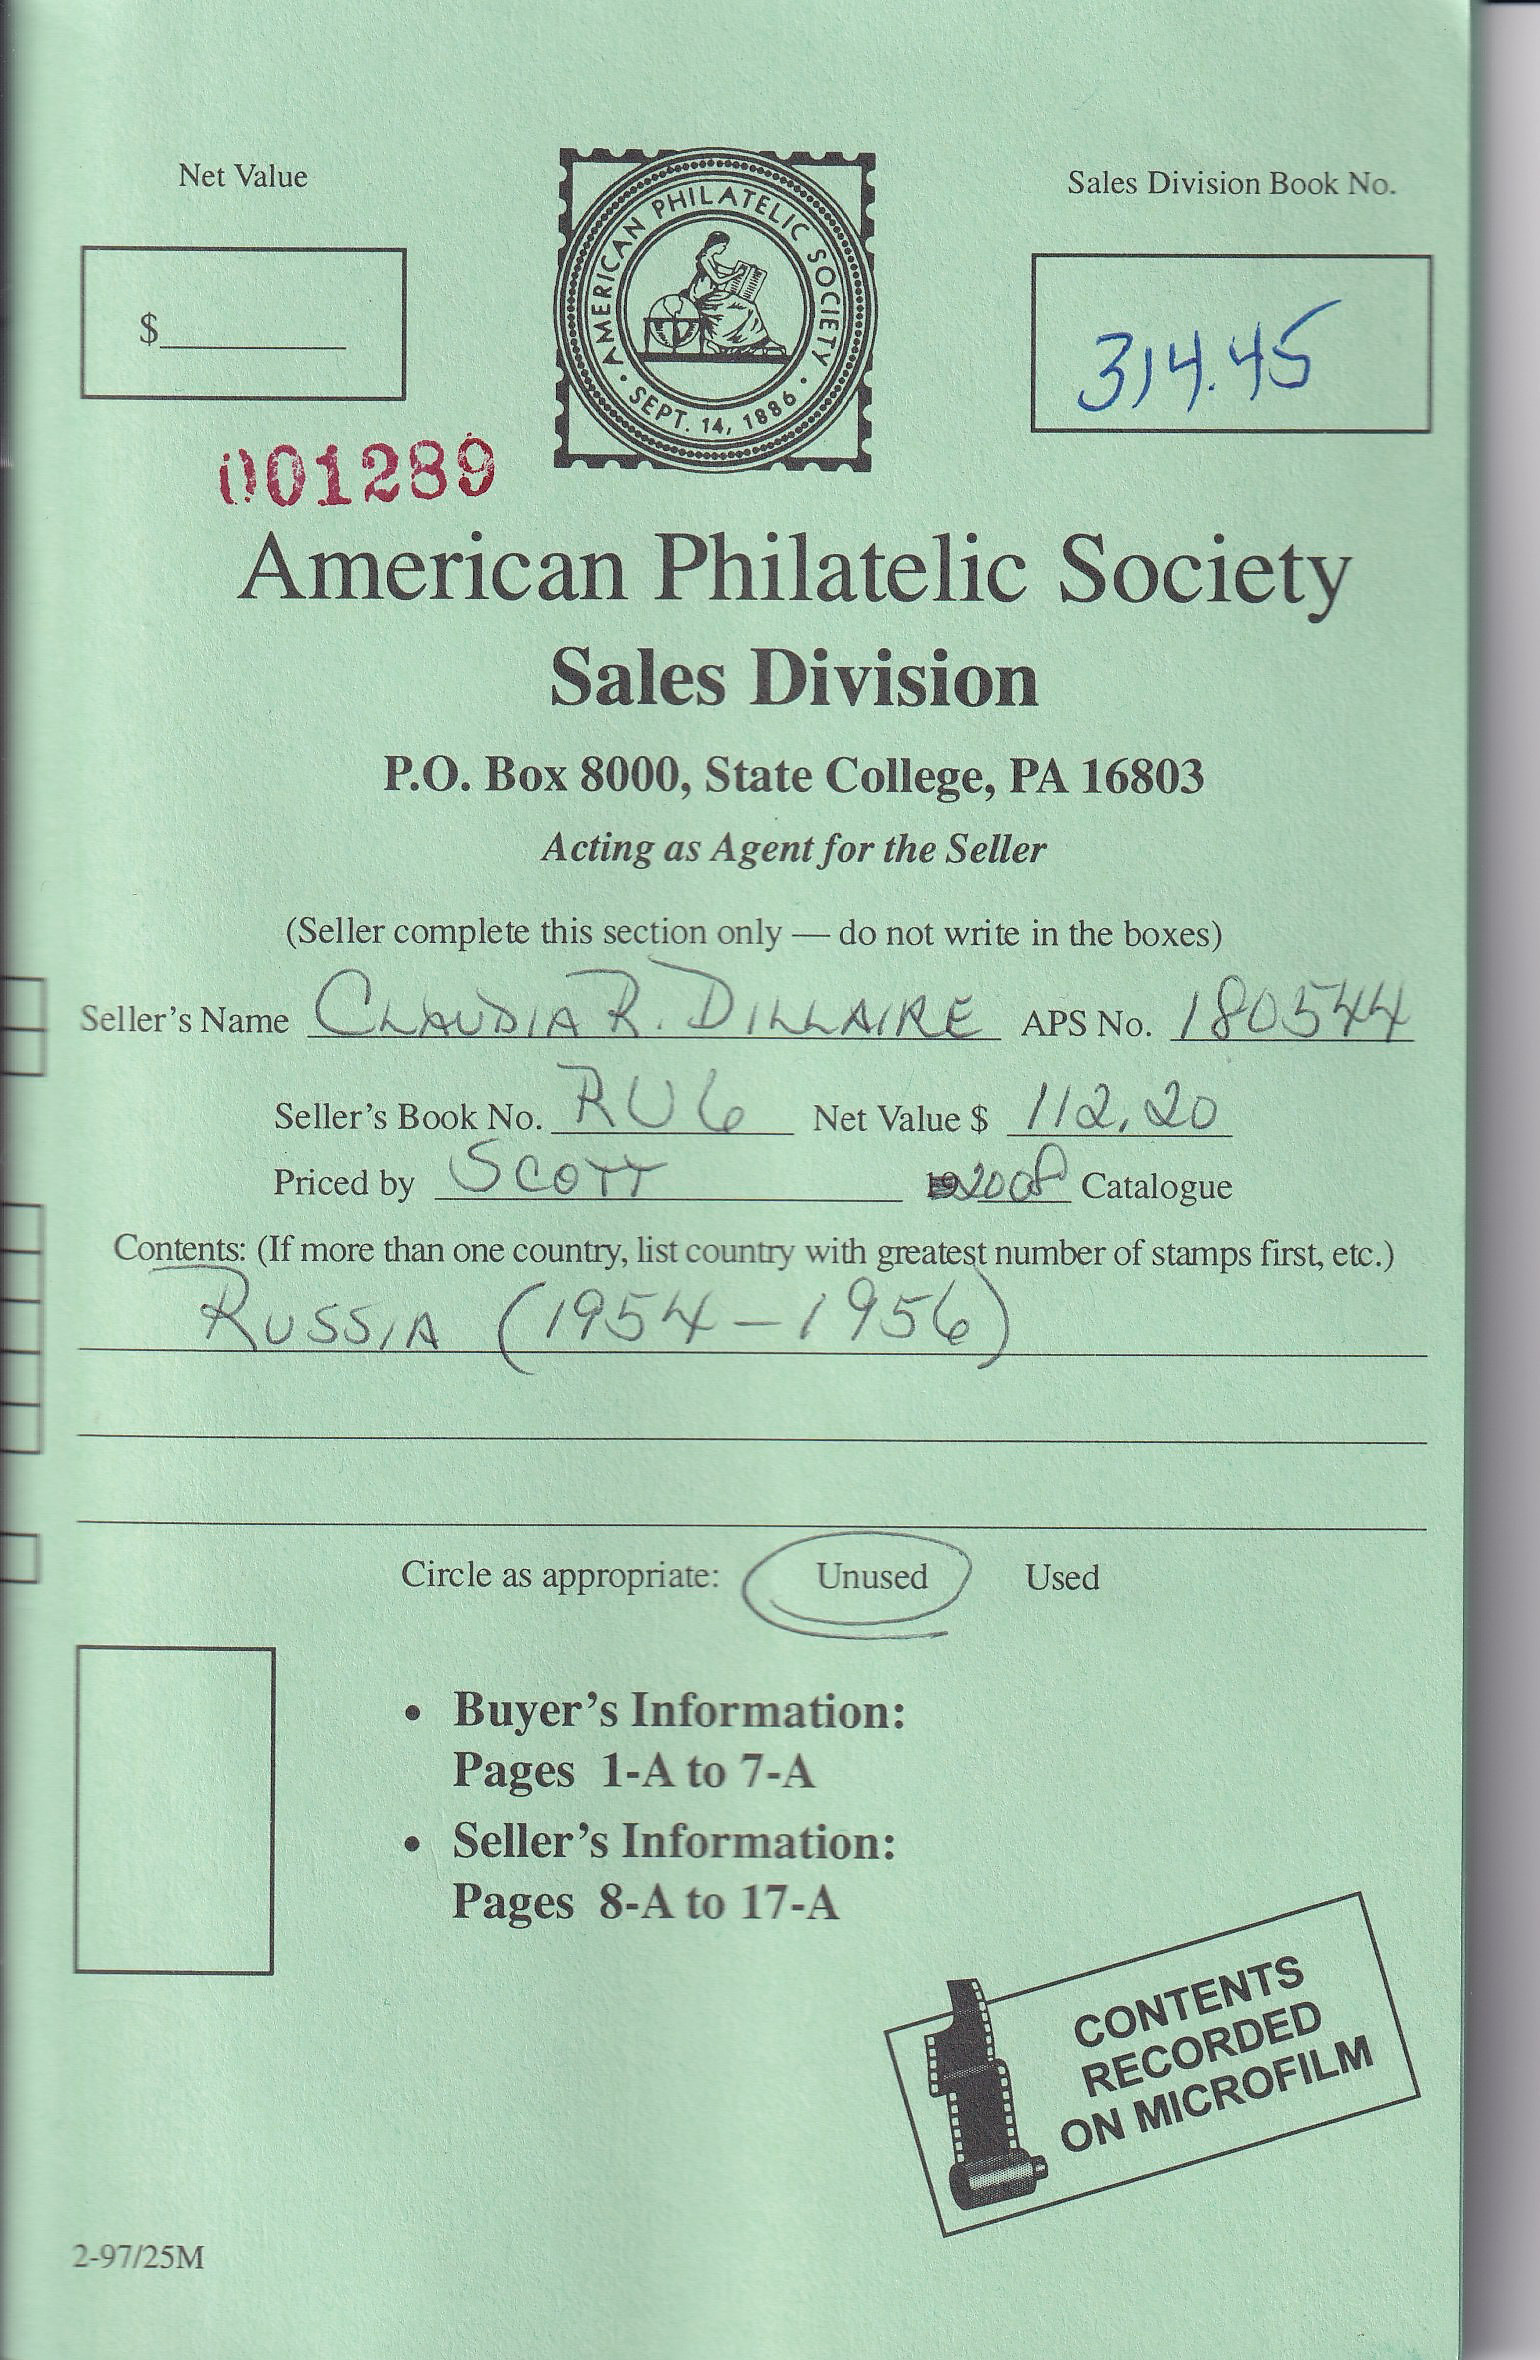 Net Value
Sales Division Book No.
$
314.45
AMERICAN PHILATELIC SOCIETY
SEPT. 14, 1886
001289
American Philatelic Society
Sales Division
P.O. Box 8000, State College, PA 16803
Acting as Agent for the Seller
(Seller complete this section only — do not write in the boxes)
Seller's Name CLAUDIA R. DILLAIRE APS No. 180544
Seller's Book No. RU6 Net Value $ 112.20
Priced by SCOTT 2008 Catalogue
Contents: (If more than one country, list country with greatest number of stamps first, etc.)
RUSSIA (1954-1956)
Circle as appropriate: Unused Used
• Buyer's Information:
Pages 1-A to 7-A
• Seller's Information:
Pages 8-A to 17-A
CONTENTS
RECORDED
ON MICROFILM
2-97/25M